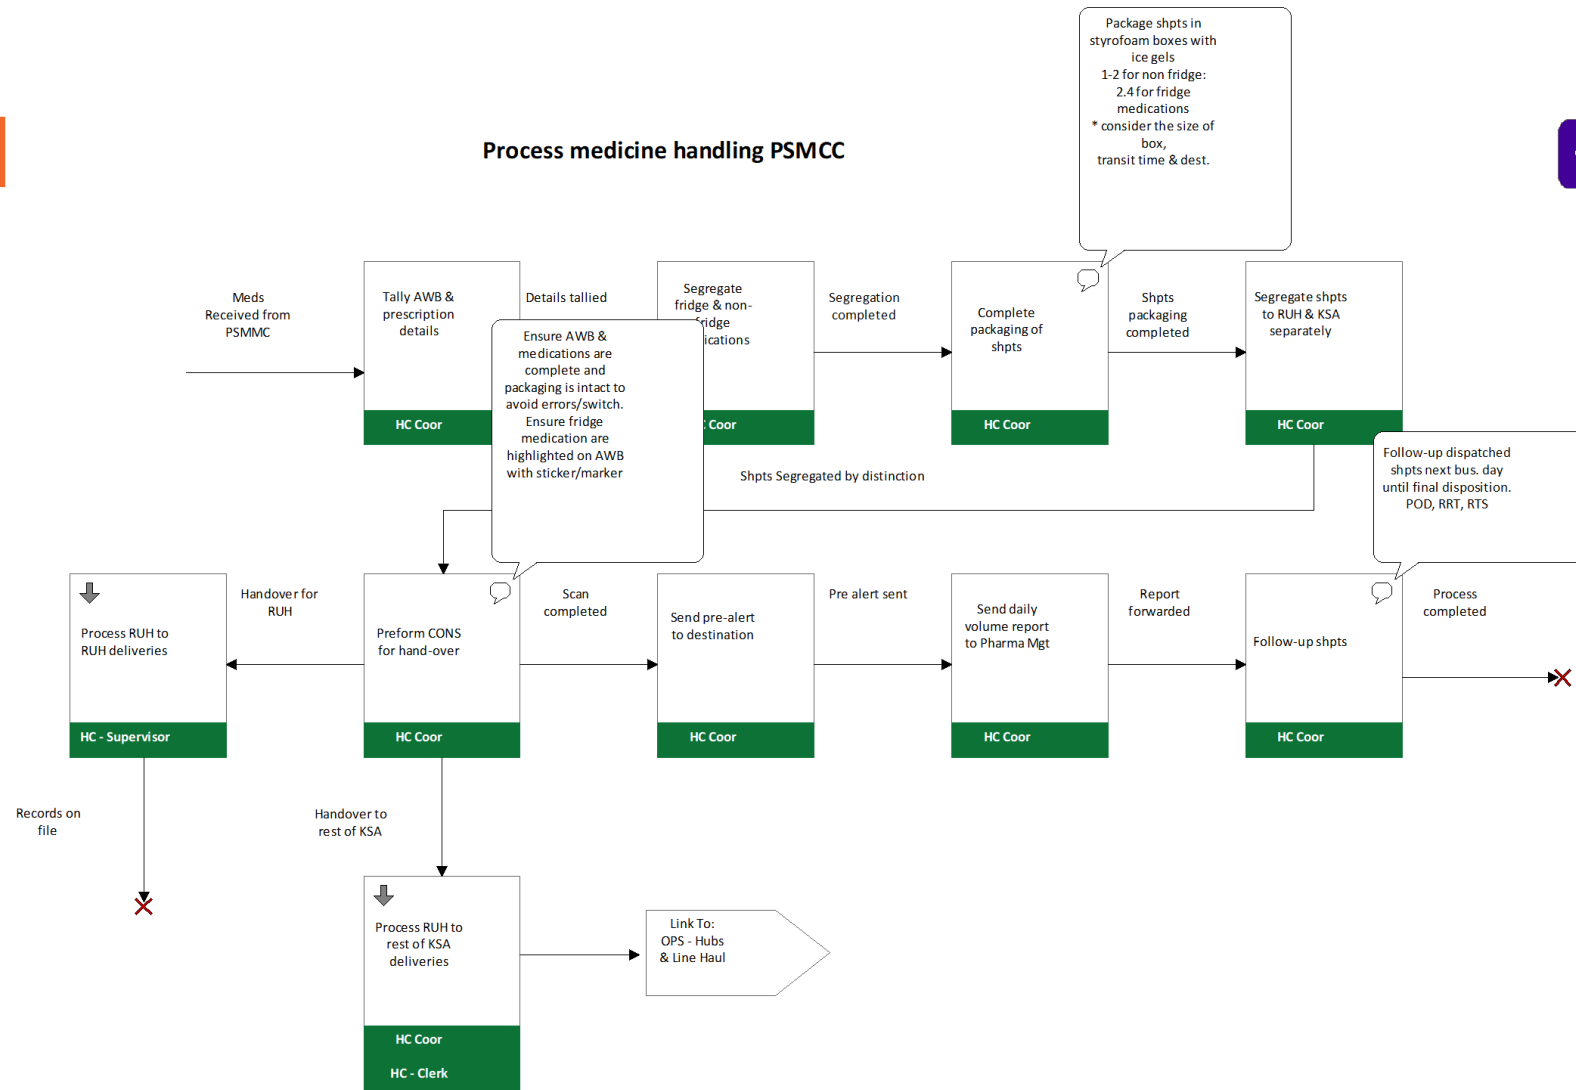 Package shpts in
styrofoam boxes with
ice gels
1-2 for non fridge:
2.4 for fridge
medications
* consider the size of
box,
transit time & dest.
Process medicine handling PSMCC
Meds
Received from
PSMMC
Tally AWB &
prescription
details
HC Coor
Details tallied
Segregate
fridge & non-
fridge
ications
Coor
Segregation
completed
Complete
packaging of
shpts
HC Coor
Shpts
packaging
completed
Segregate shpts
to RUH & KSA
separately
HC Coor
Ensure AWB &
medications are
complete and
packaging is intact to
avoid errors/switch.
Ensure fridge
medication are
highlighted on AWB
with sticker/marker
Shpts Segregated by distinction
Follow-up dispatched
shpts next bus. day
until final disposition.
POD, RRT, RTS
Process RUH to
RUH deliveries
HC - Supervisor
Handover for
RUH
Preform CONS
for hand-over
HC Coor
Scan
completed
Send pre-alert
to destination
HC Coor
Pre alert sent
Send daily
volume report
to Pharma Mgt
HC Coor
Report
forwarded
Follow-up shpts
HC Coor
Process
completed
Records on
file
Handover to
rest of KSA
Process RUH to
rest of KSA
deliveries
HC Coor
HC - Clerk
Link To:
OPS - Hubs
& Line Haul